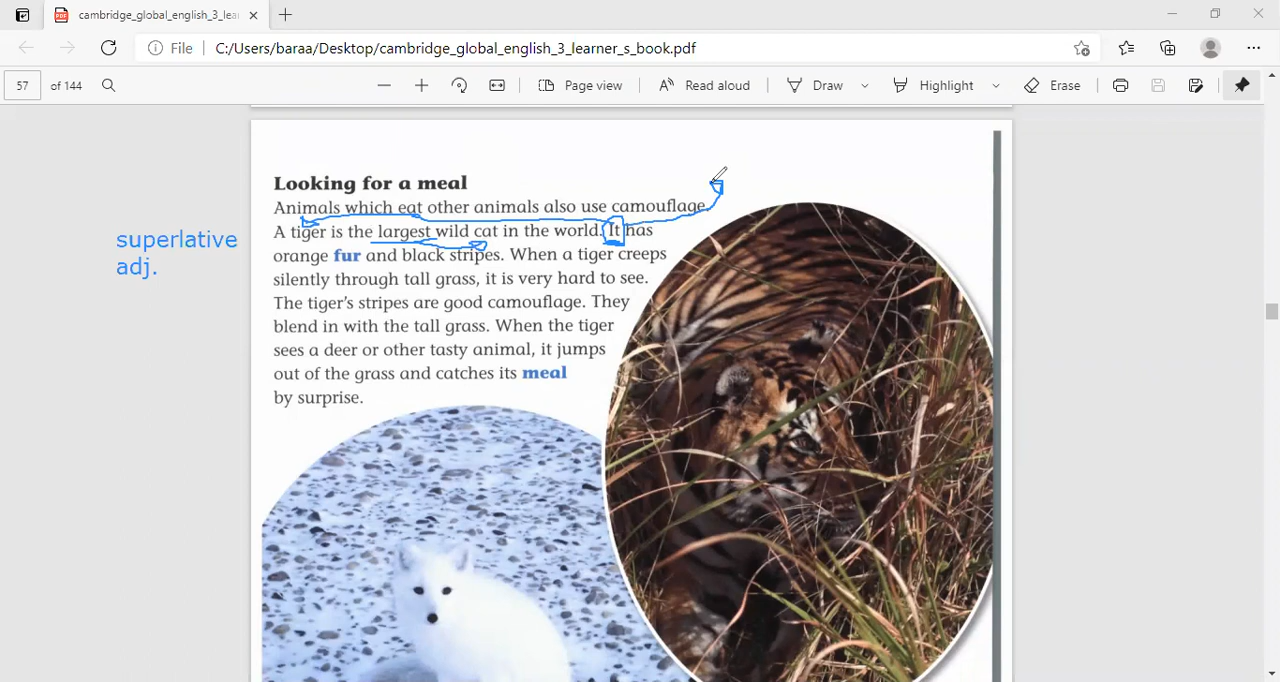 cambridge_global_english_3_lea
File C:/Users/baraa/Desktop/cambridge_global_english_3_learner_s_book.pdf
57 of 144 Page view Read aloud Draw Highlight Erase
Looking for a meal
Animals which eat other animals also use camouflage.
A tiger is the largest wild cat in the world. It has
orange fur and black stripes. When a tiger creeps
silently through tall grass, it is very hard to see.
The tiger's stripes are good camouflage. They
blend in with the tall grass. When the tiger
sees a deer or other tasty animal, it jumps
out of the grass and catches its meal
by surprise.
superlative
adj.